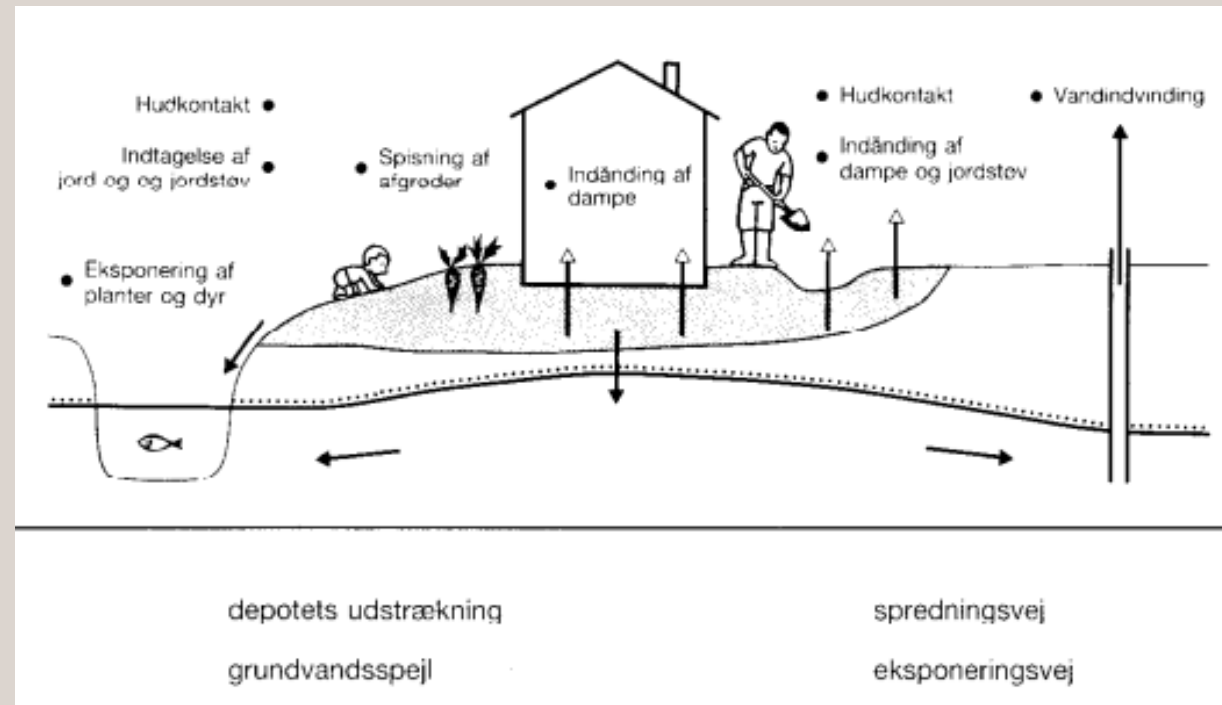 Hudkontakt
Indtagelse af
jord og og jordstøv
Eksponering af
planter og dyr
Spisning af
afgrøder
Indånding af
dampe
Hudkontakt
Indånding af
dampe og jordstøv
Vandindvinding
depotets udstrækning
grundvandsspejl
spredningsvej
eksponeringsvej